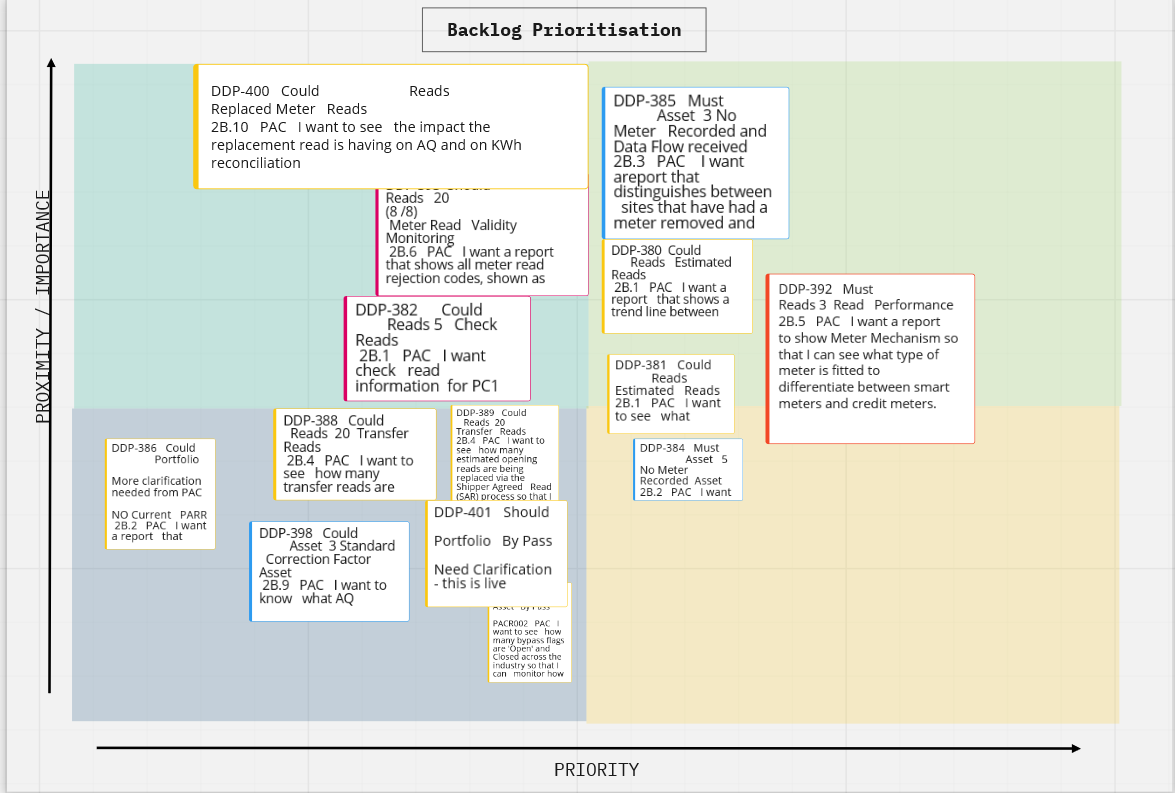 Backlog Prioritisation
PROXIMITY / IMPORTANCE
DDP-400 Could Reads
Replaced Meter Reads
2B.10 PAC I want to see the impact the
replacement read is having on AQ and on KWh
reconciliation
Reads 20
(8 /8)
Meter Read Validity
Monitoring
2B.6 PAC I want a report
that shows all meter read
rejection codes, shown as
DDP-382 Could
Reads 5 Check
Reads
2B.1 PAC I want
check read
information for PC1
DDP-385 Must
Asset 3 No
Meter Recorded and
Data Flow received
2B.3 PAC I want
areport that
distinguishes between
sites that have had a
meter removed and
DDP-380 Could
Reads Estimated
Reads
2B.1 PAC I want a
report that shows a
trend line between
DDP-392 Must
Reads 3 Read Performance
2B.5 PAC I want a report
to show Meter Mechanism so
that I can see what type of
meter is fitted to
differentiate between smart
meters and credit meters.
DDP-381 Could
Reads
Estimated Reads
2B.1 PAC I want
to see what
DDP-384 Must
Asset 5
No Meter
Recorded Asset
2B.2 PAC I want
DDP-386 Could
Portfolio
More clarification
needed from PAC
NO Current PARR
2B.2 PAC I want
a report that
DDP-388 Could
Reads 20 Transfer
Reads
2B.4 PAC I want to
see how many
transfer reads are
DDP-389 Could
Reads 20
Transfer Reads
2B.4 PAC I want to
see how many
estimated opening
reads are being
replaced via the
Shipper Agreed Read
(SAR) process so that I
DDP-398 Could
Asset 3 Standard
Correction Factor
Asset
2B.9 PAC I want to
know what AQ
DDP-401 Should
Portfolio By Pass
Need Clarification
- this is live
Asset By Pass
PACR002 PAC I
want to see how
many bypass flags
are 'Open' and
Closed across the
industry so that I
can monitor how
PRIORITY